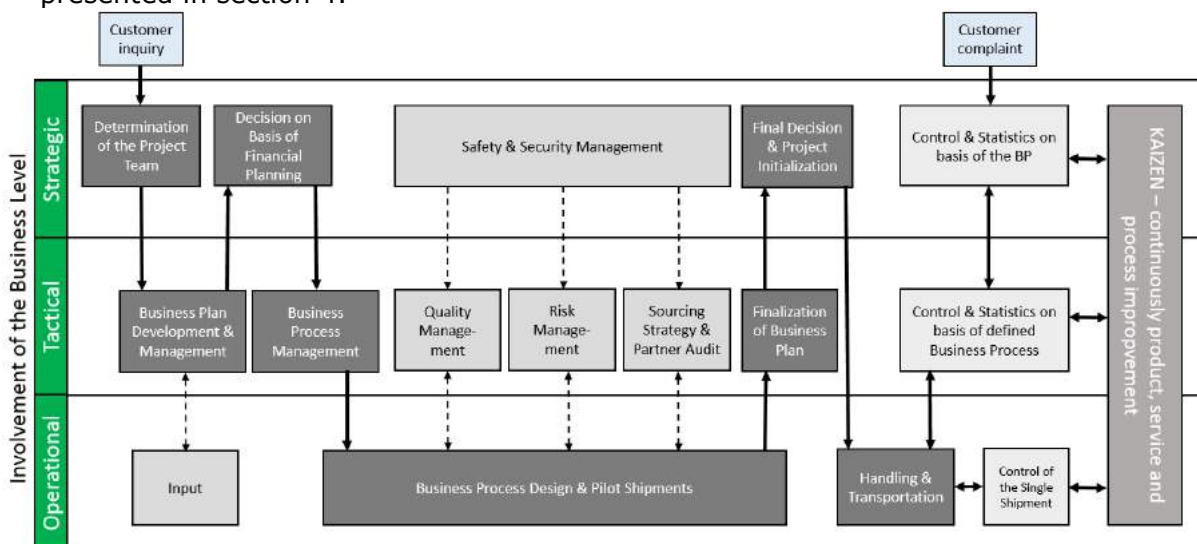 presented in section 4.
Customer
inquiry
Customer
complaint
Involvement of the Business Level
Strategic
Determination
of the Project
Team
Decision on
Basis of
Financial
Planning
Safety & Security Management
Final Decision
& Project
Initialization
Control & Statistics on
basis of the BP
KAIZEN – continuously product, service and
process impropvement
Tactical
Business Plan
Development &
Management
Business
Process
Management
Quality
Manage-
ment
Risk
Manage-
ment
Sourcing
Strategy &
Partner Audit
Finalization
of Business
Plan
Control & Statistics on
basis of defined
Business Process
Operational
Input
Business Process Design & Pilot Shipments
Handling &
Transportation
Control of
the Single
Shipment